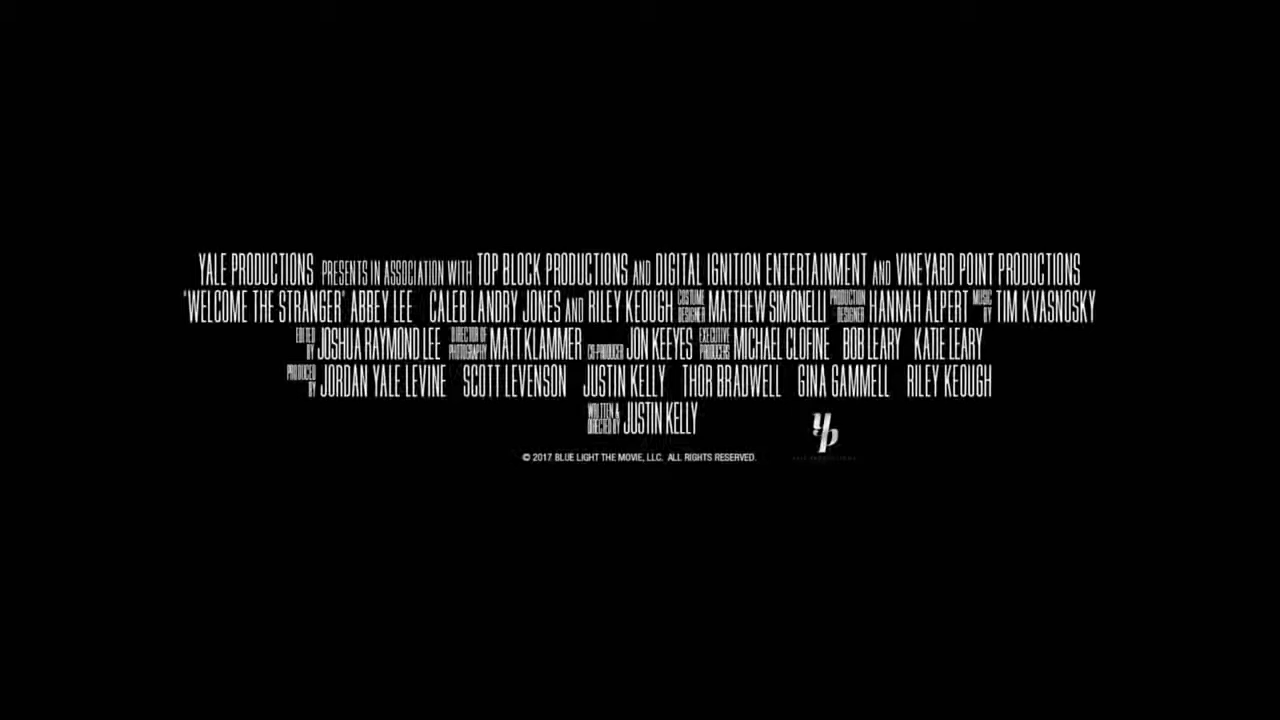 YALE PRODUCTIONS PRESENTS IN ASSOCIATION WITH TOP BLOCK PRODUCTIONS AND DIGITAL IGNITION ENTERTAINMENT AND VINEYARD POINT PRODUCTIONS
"WELCOME THE STRANGER" ABBEY LEE CALEB LANDRY JONES AND RILEY KEOUGH COSTUME DESIGNER MATTHEW SIMONELLI PRODUCTION DESIGNER HANNAH ALPERT MUSIC BY TIM KVASNOSKY
EDITED BY JOSHUA RAYMOND LEE DIRECTOR OF PHOTOGRAPHY MATT KLAMMER CO-PRODUCER JON KEEYES EXECUTIVE PRODUCERS MICHAEL CLOFINE BOB LEARY KATIE LEARY
PRODUCED BY JORDAN YALE LEVINE SCOTT LEVENSON JUSTIN KELLY THOR BRADWELL GINA GAMMELL RILEY KEOUGH
WRITTEN & DIRECTED BY JUSTIN KELLY
yp
© 2017 BLUE LIGHT THE MOVIE, LLC. ALL RIGHTS RESERVED.